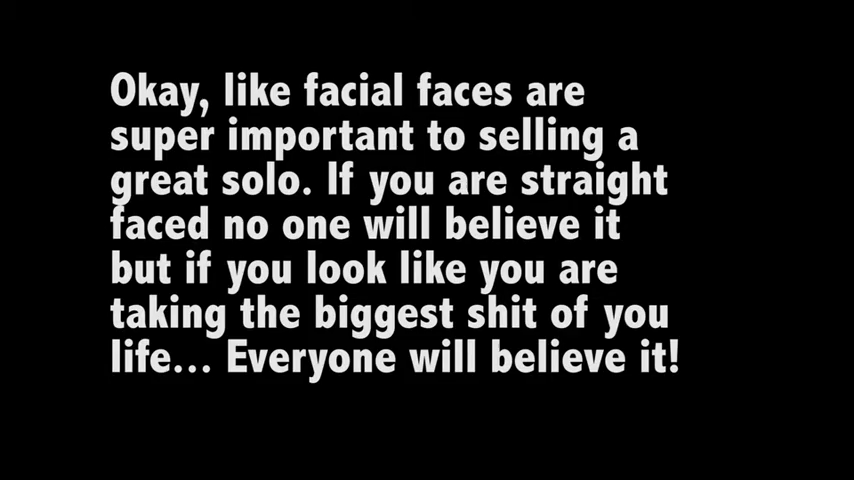 Okay, like facial faces are
super important to selling a
great solo. If you are straight
faced no one will believe it
but if you look like you are
taking the biggest shit of you
life... Everyone will believe it!